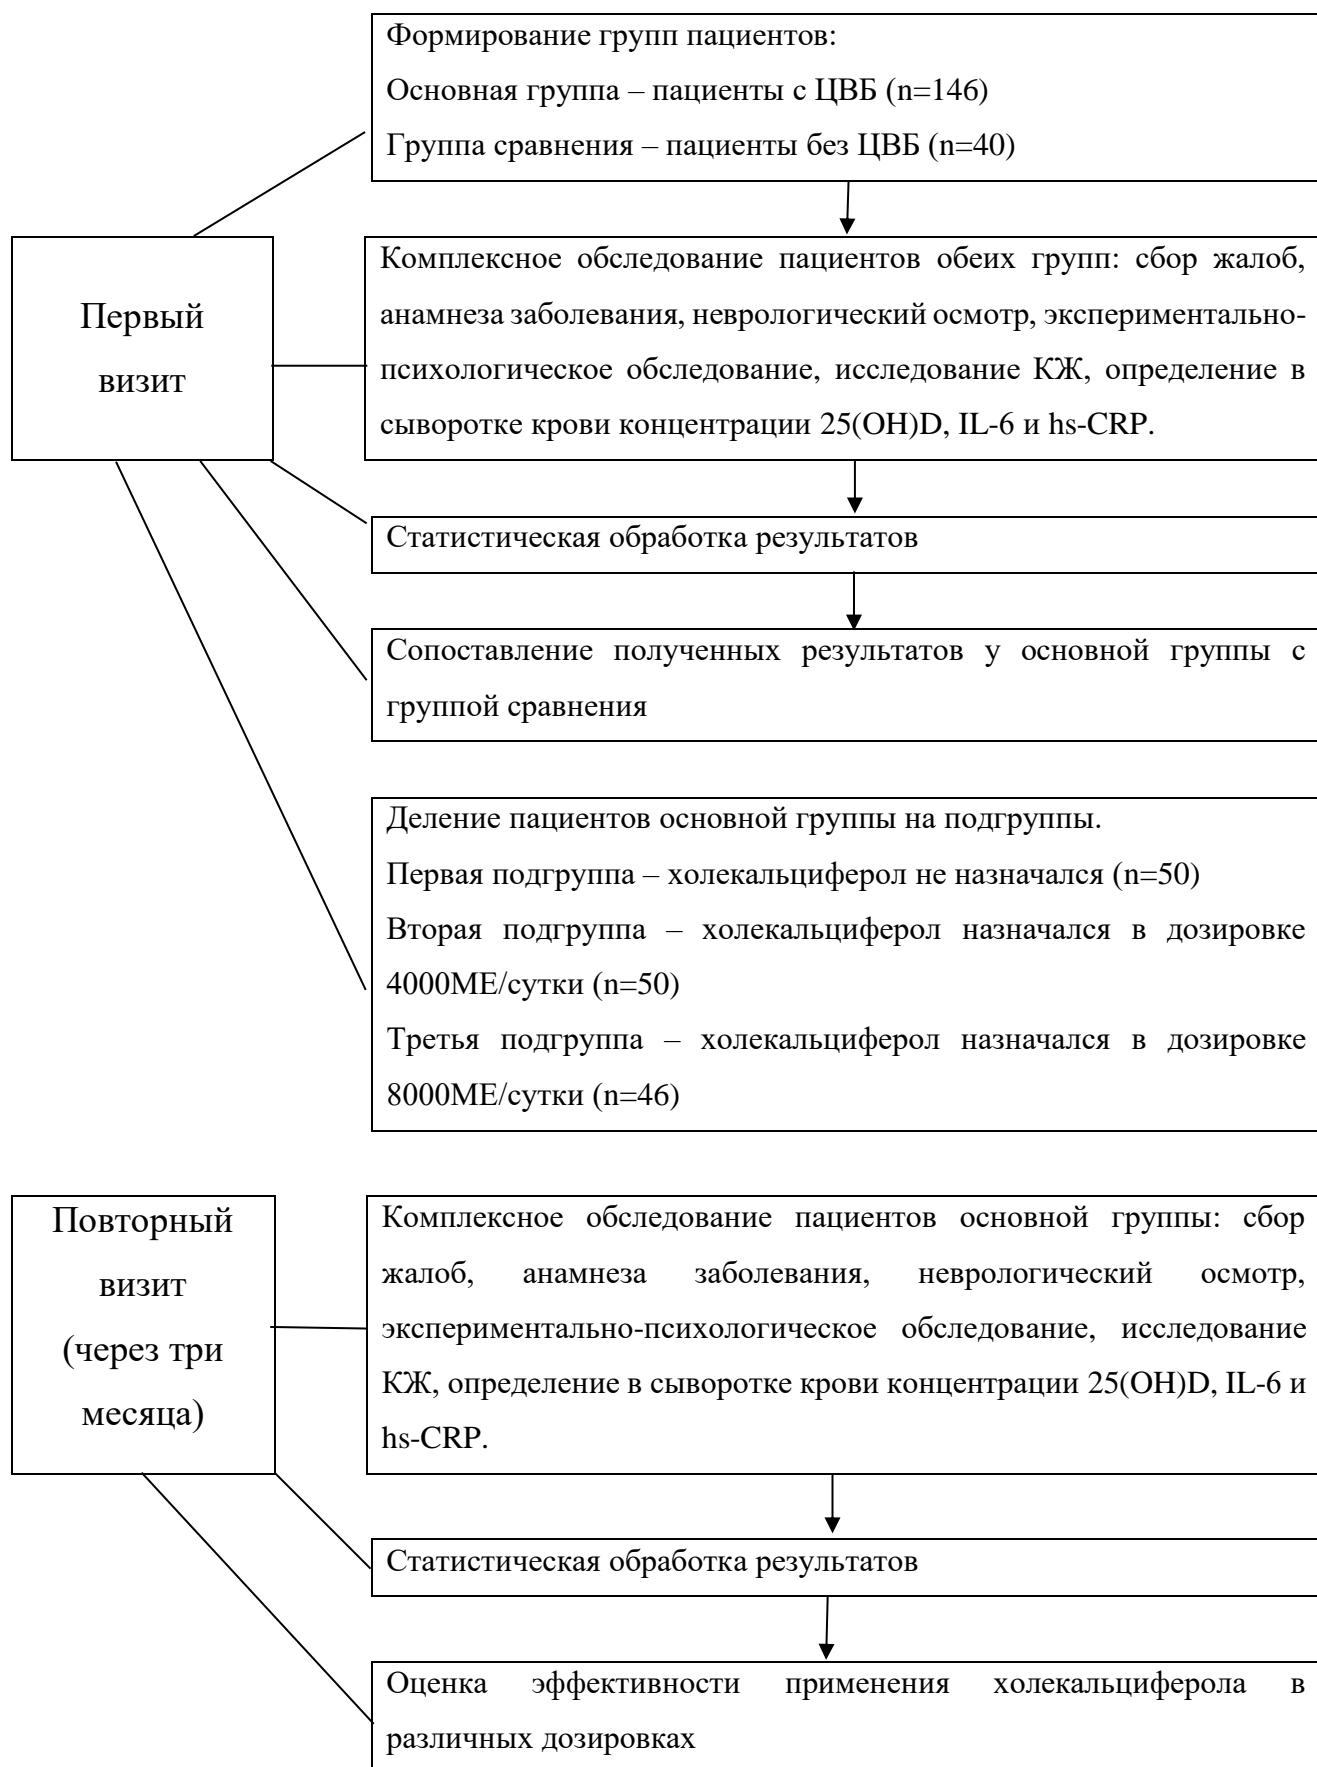 Формирование групп пациентов:
Основная группа – пациенты с ЦВБ (n=146)
Группа сравнения – пациенты без ЦВБ (n=40)
Первый
визит
Комплексное обследование пациентов обеих групп: сбор жалоб,
анамнеза заболевания, неврологический осмотр, экспериментально-
психологическое обследование, исследование КЖ, определение в
сыворотке крови концентрации 25(OH)D, IL-6 и hs-CRP.
Статистическая обработка результатов
Сопоставление полученных результатов у основной группы с
группой сравнения
Деление пациентов основной группы на подгруппы.
Первая подгруппа – холекальциферол не назначался (n=50)
Вторая подгруппа – холекальциферол назначался в дозировке
4000МЕ/сутки (n=50)
Третья подгруппа – холекальциферол назначался в дозировке
8000МЕ/сутки (n=46)
Повторный
визит
(через три
месяца)
Комплексное обследование пациентов основной группы: сбор
жалоб, анамнеза заболевания, неврологический осмотр,
экспериментально-психологическое обследование, исследование
КЖ, определение в сыворотке крови концентрации 25(OH)D, IL-6 и
hs-CRP.
Статистическая обработка результатов
Оценка эффективности применения холекальциферола в
различных дозировках